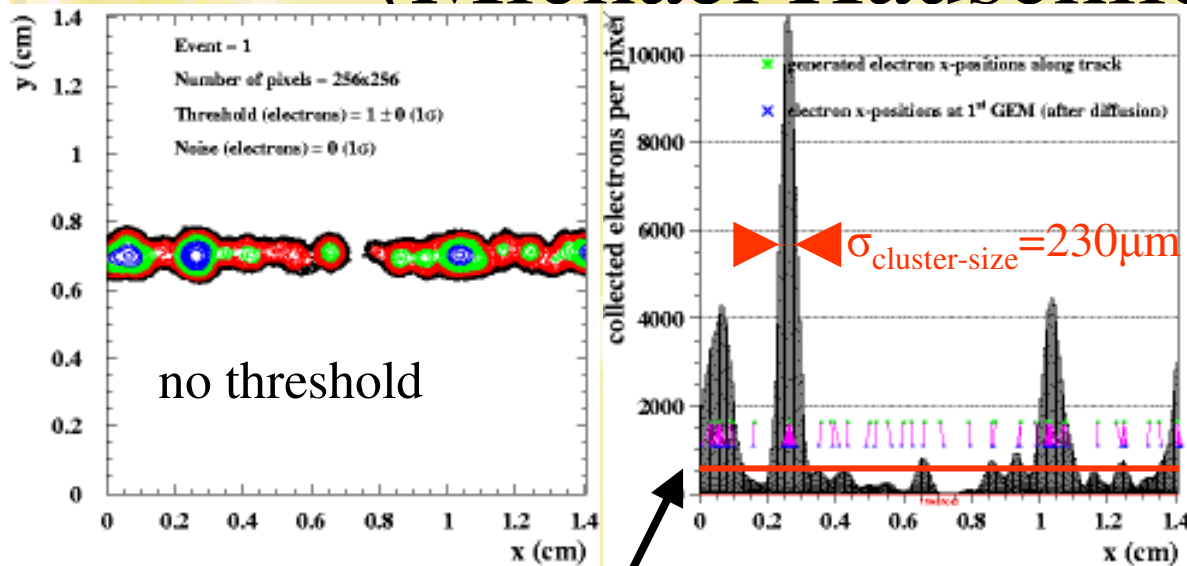 1.4
1.2
1
0.8
0.6
0.4
0.2
0
y (cm)
Event = 1
Number of pixels = 256x256
Threshold (electrons) = 1 ± 0 (1σ)
Noise (electrons) = 0 (1σ)
no threshold
0 0.2 0.4 0.6 0.8 1 1.2 1.4
x (cm)
collected electrons per pixel
10000
8000
6000
4000
2000
generated electron x-positions along track
electron x-positions at 1st GEM (after diffusion)
σcluster-size=230μm
0 0.2 0.4 0.6 0.8 1 1.2 1.4
x (cm)